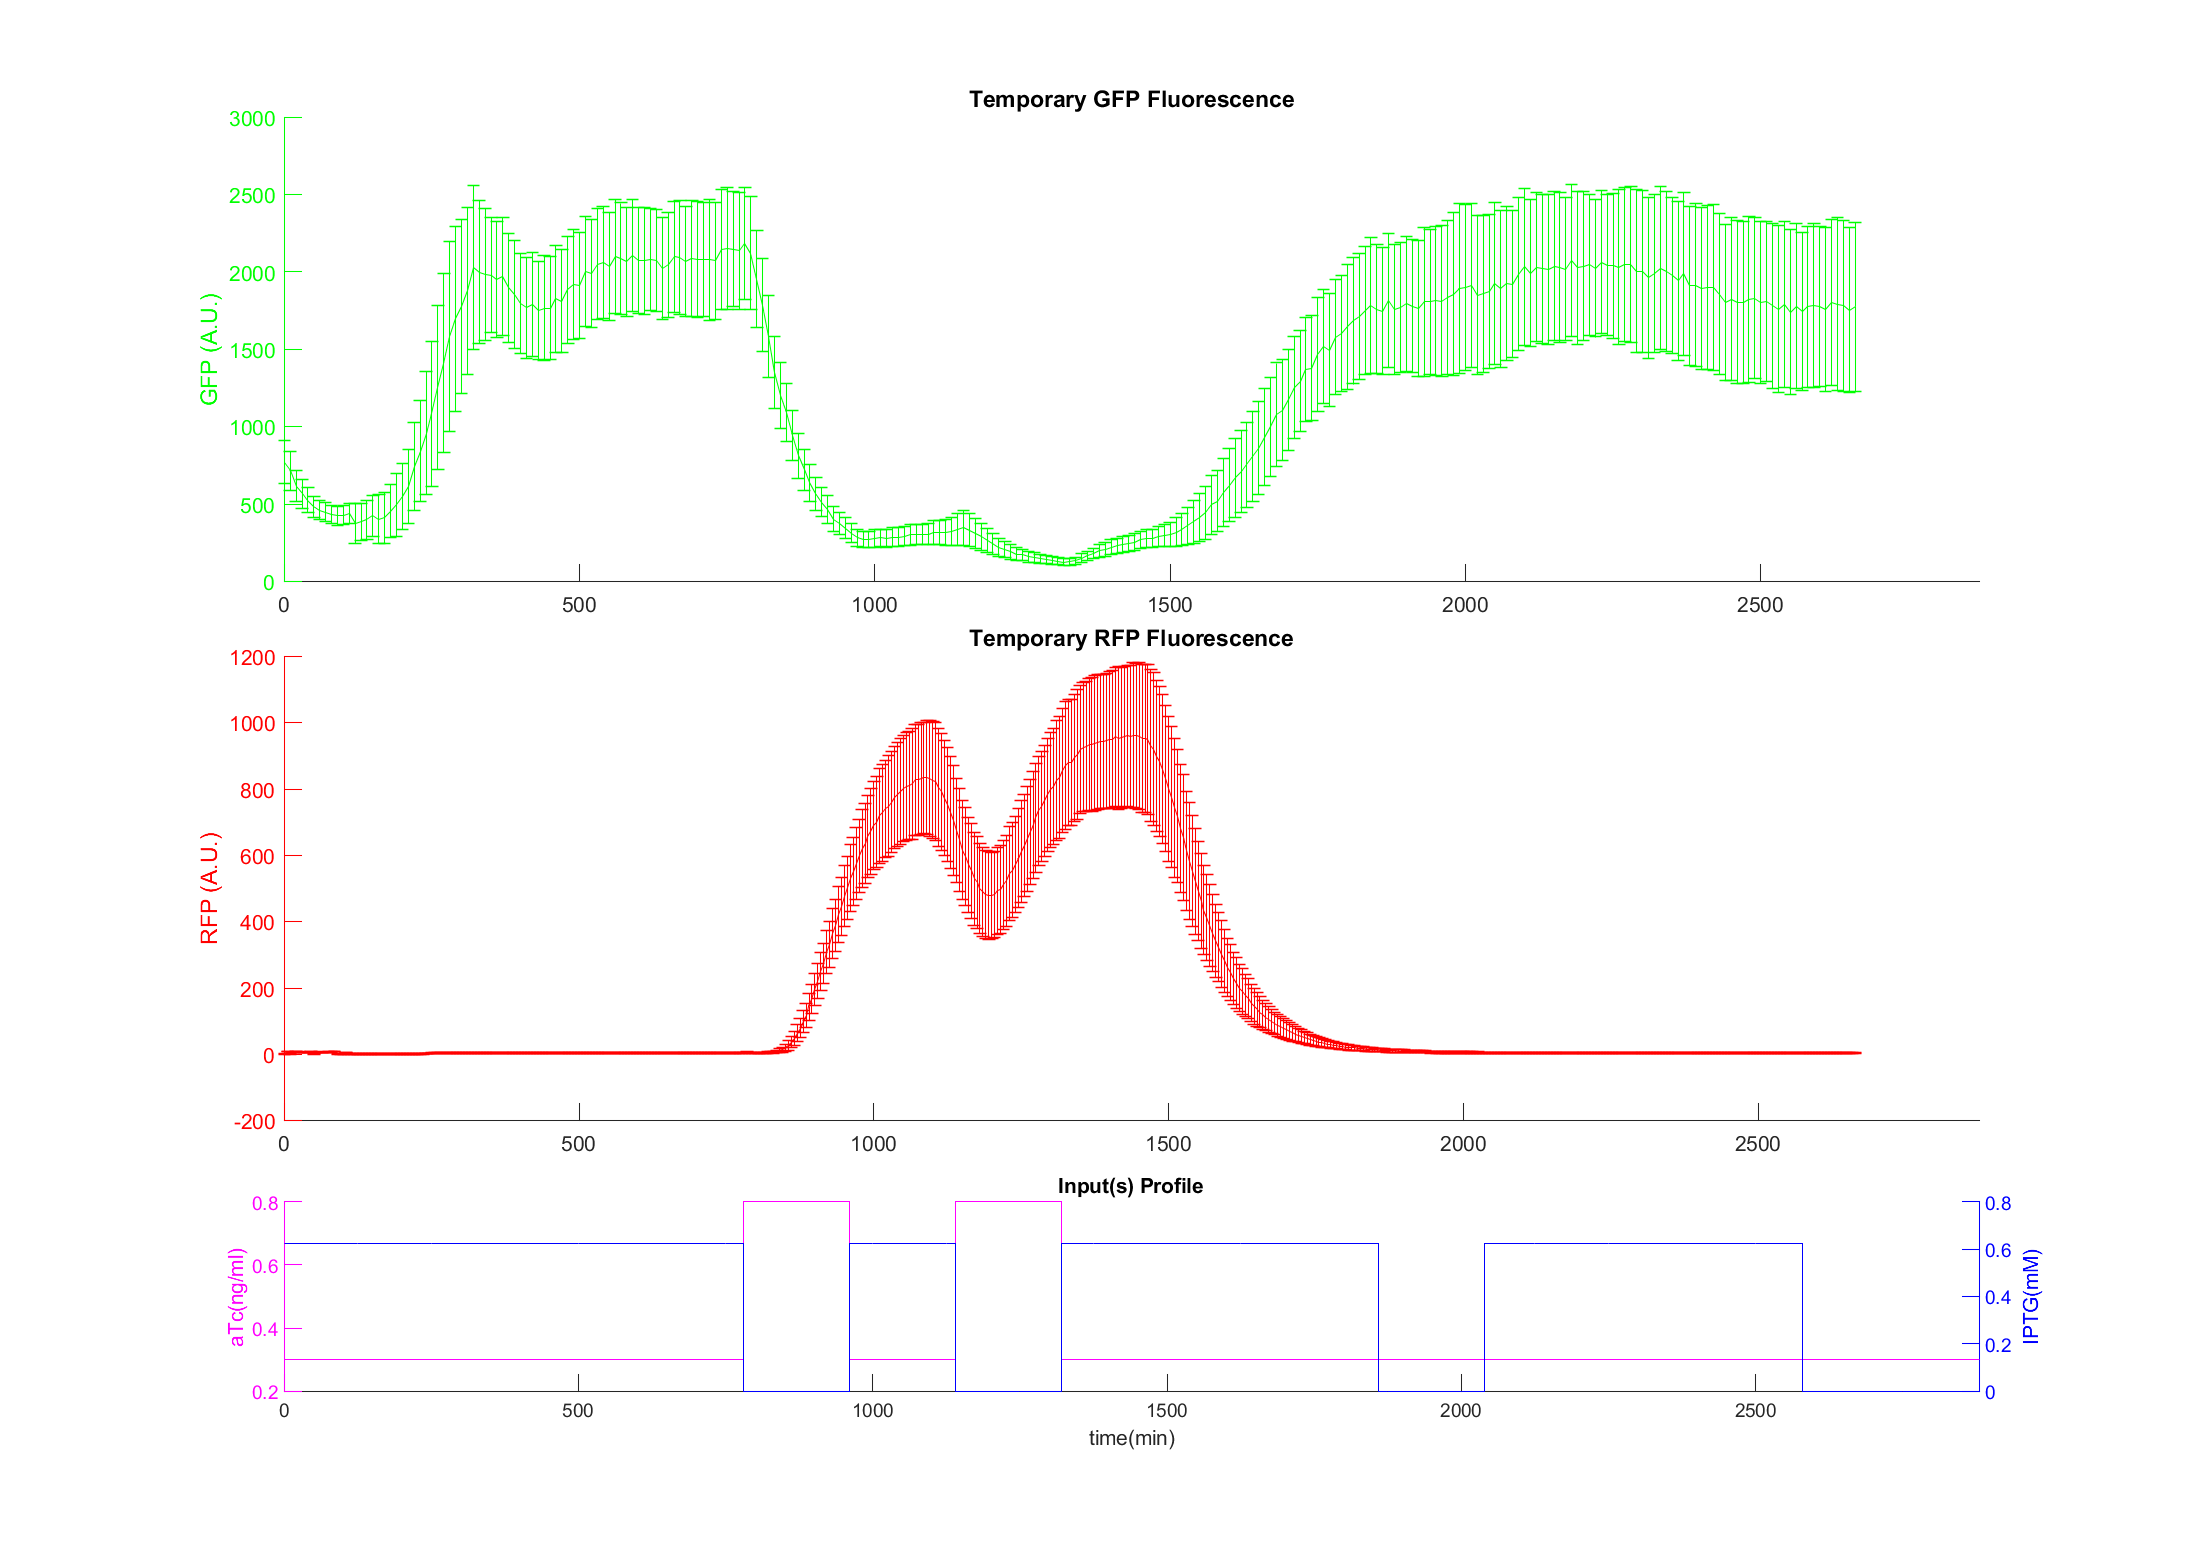 Temporary GFP Fluorescence
3000
2500
2000
1500
1000
500
0
GFP (A.U.)
0 500 1000 1500 2000 2500
Temporary RFP Fluorescence
1200
1000
800
600
400
200
0
-200
RFP (A.U.)
0 500 1000 1500 2000 2500
Input(s) Profile
0.8
0.6
0.4
0.2
aTc(ng/ml)
0.8
0.6
0.4
0.2
0
IPTG(mM)
0 500 1000 1500 2000 2500
time(min)